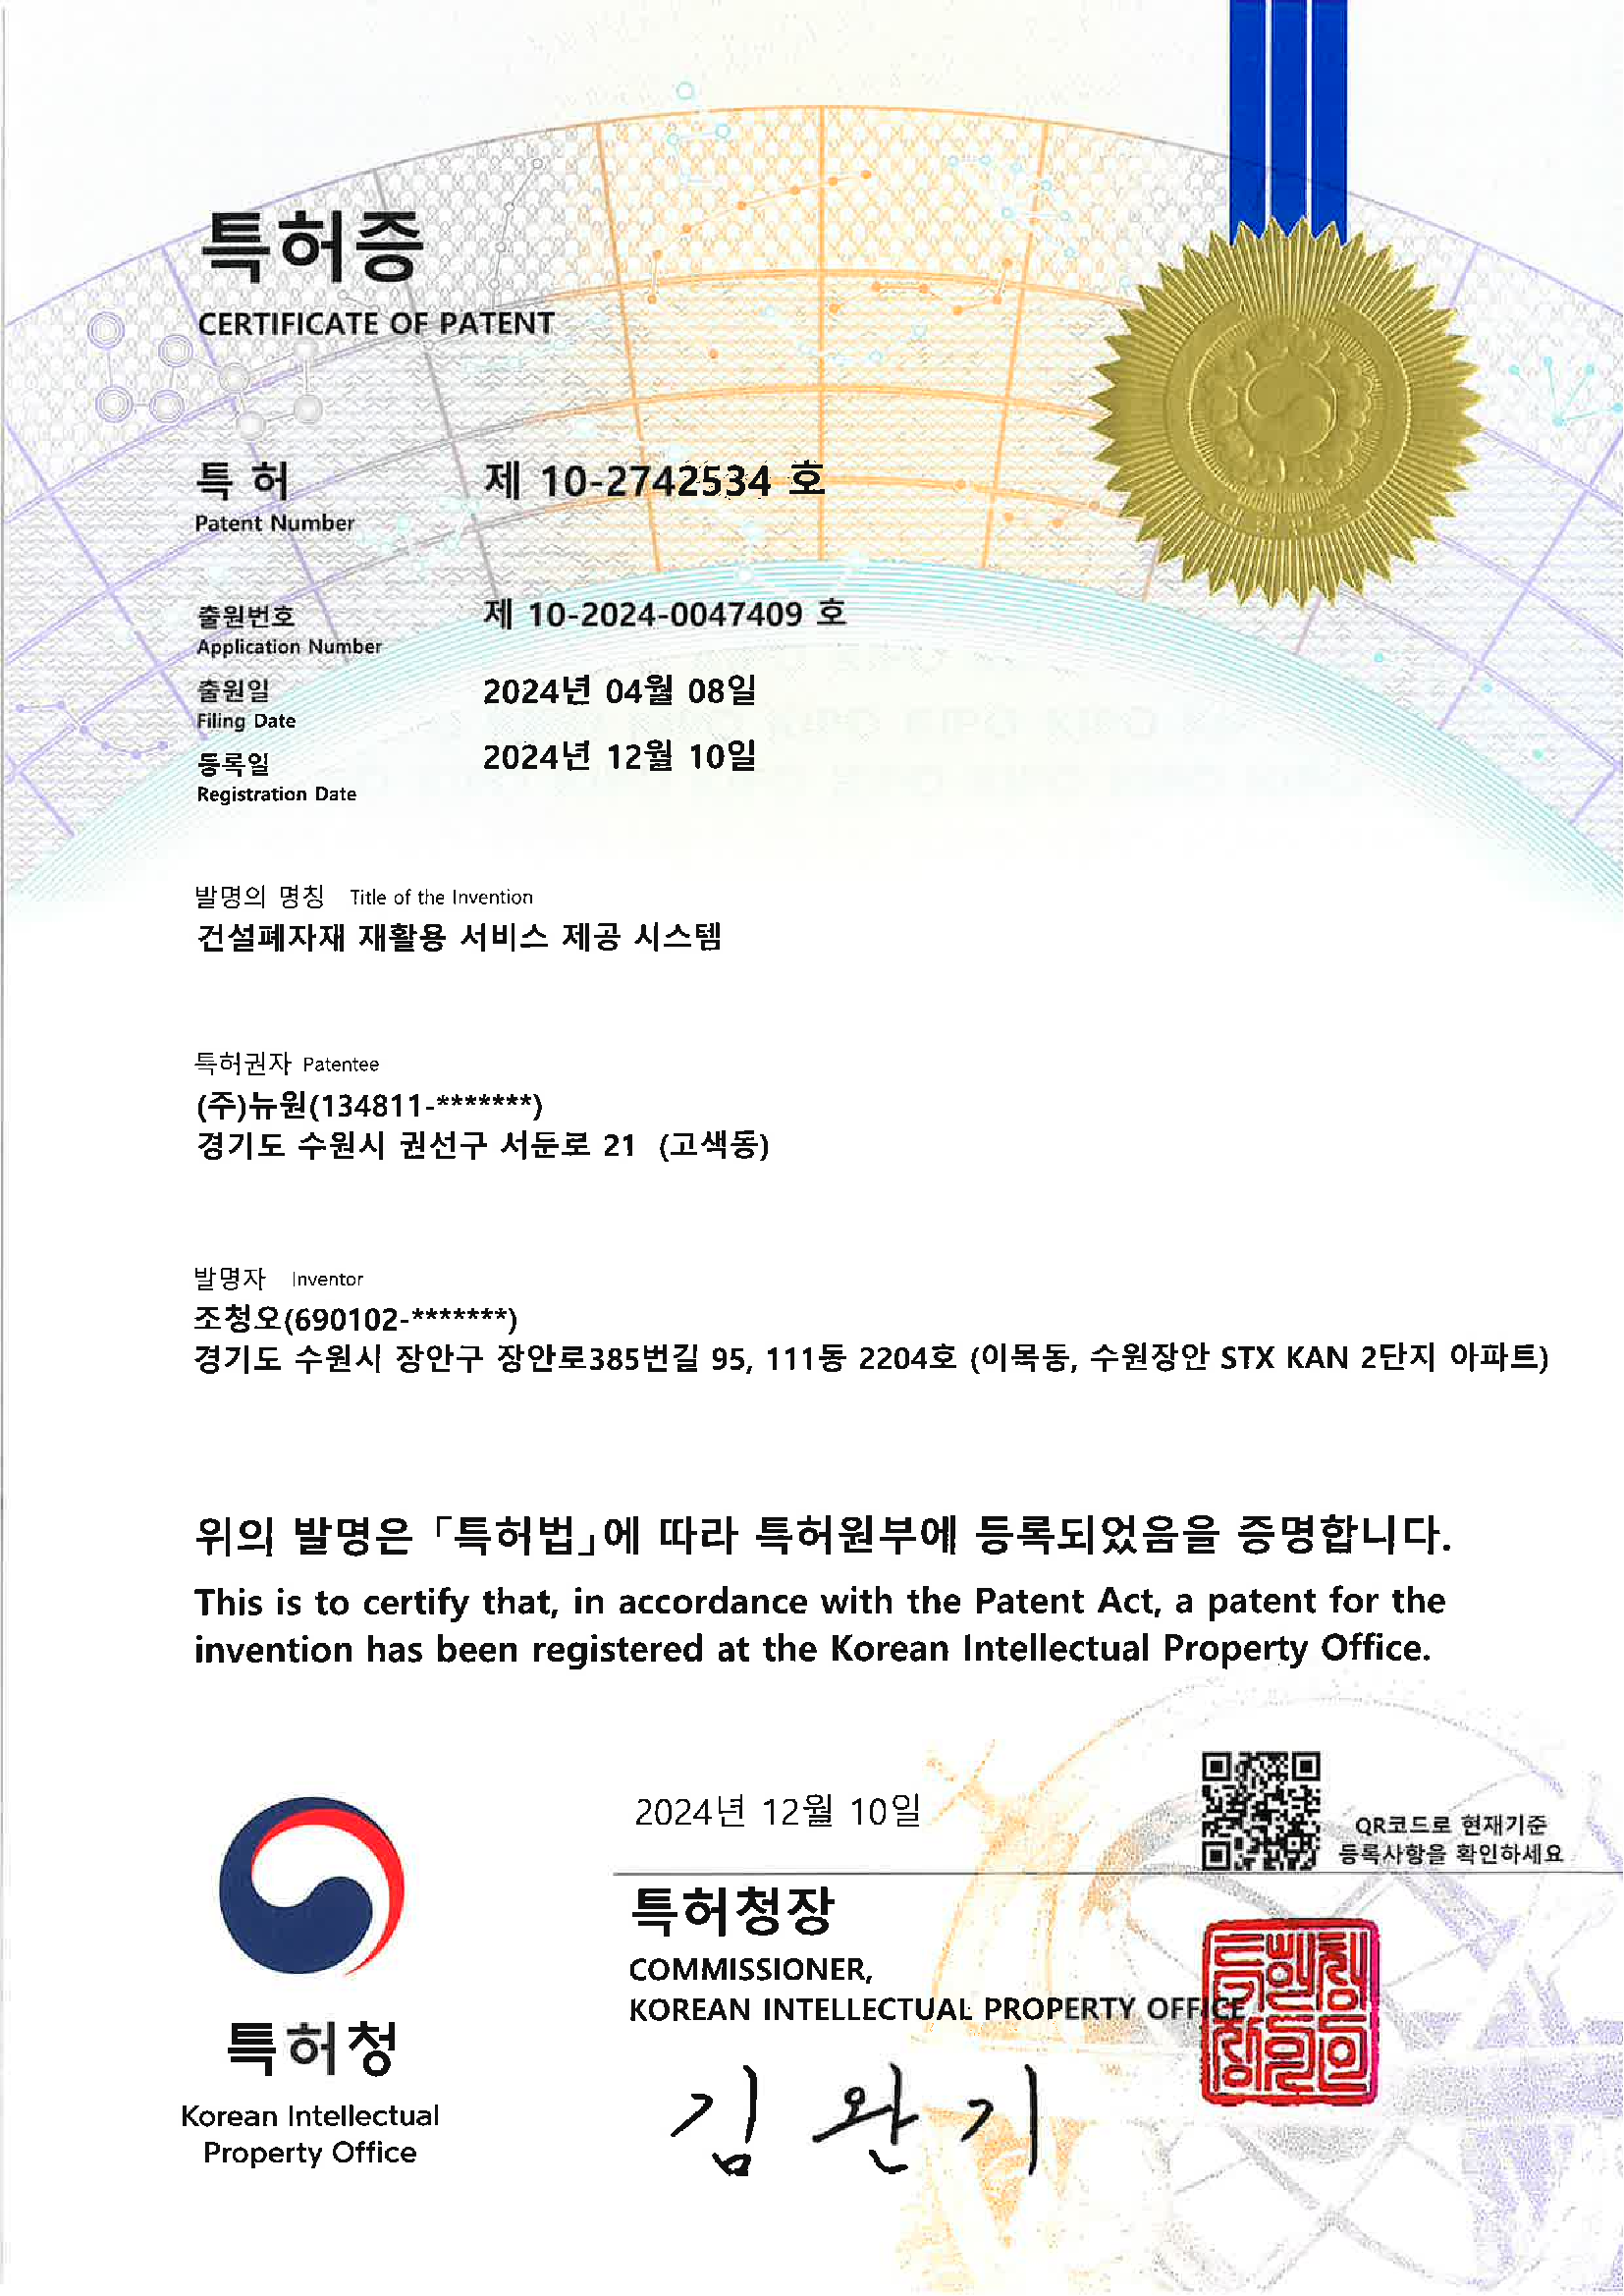 특허증
CERTIFICATE OF PATENT
특 허
제 10-2742534 호
Patent Number
출원번호
제 10-2024-0047409 호
Application Number
출원일
2024년 04월 08일
Filing Date
등록일
2024년 12월 10일
Registration Date
발명의 명칭 Title of the Invention
건설폐자재 재활용 서비스 제공 시스템
특허권자 Patentee
(주)뉴원(134811-*******)
경기도 수원시 권선구 서둔로 21 (고색동)
발명자 Inventor
조청오(690102-*******)
경기도 수원시 장안구 장안로385번길 95, 111동 2204호 (이목동, 수원장안 STX KAN 2단지 아파트)
위의 발명은 「특허법」에 따라 특허원부에 등록되었음을 증명합니다.
This is to certify that, in accordance with the Patent Act, a patent for the
invention has been registered at the Korean Intellectual Property Office.
2024년 12월 10일
QR코드로 현재기준
등록사항을 확인하세요
특허청장
COMMISSIONER,
KOREAN INTELLECTUAL PROPERTY OFFICE
김 완 기
특허청
Korean Intellectual
Property Office